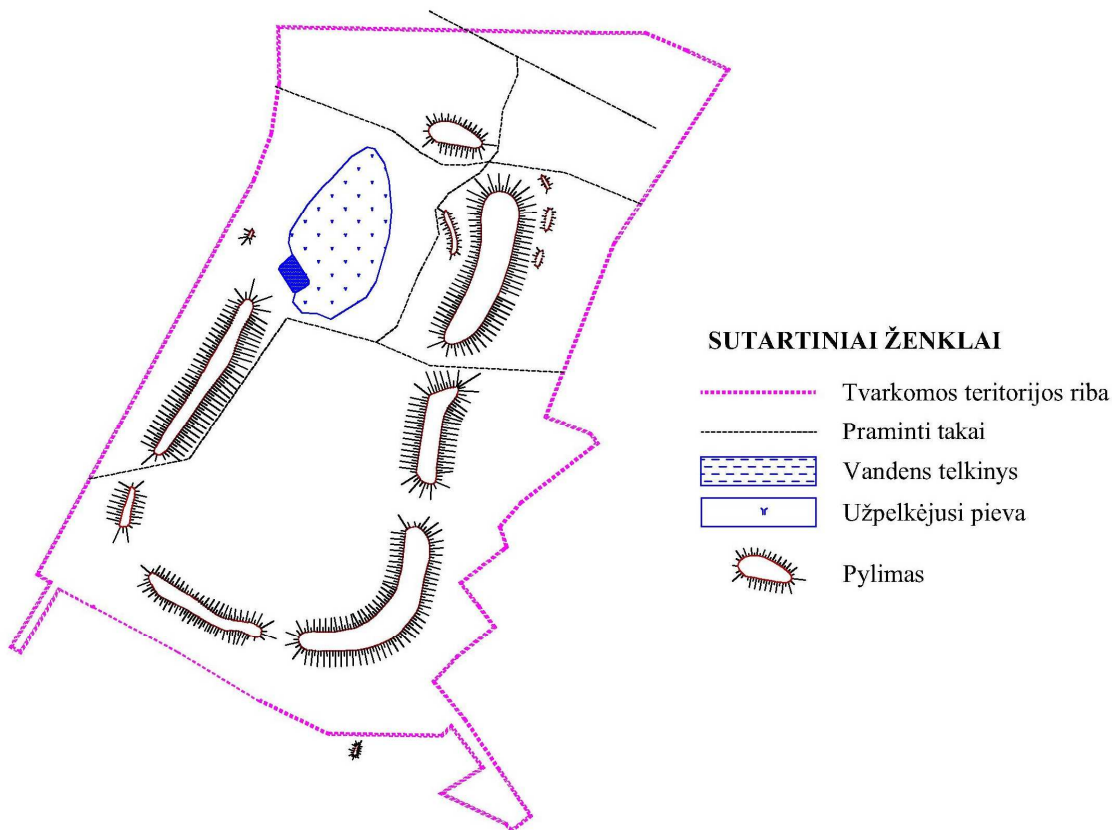 SUTARTINIAI ŽENKLAI
Tvarkomos teritorijos riba
Praminti takai
Vandens telkinys
Užpelkėjusi pieva
Pylimas